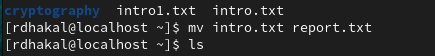 cryptography  intro1.txt  intro.txt
[rdhakal@localhost ~]$ mv intro.txt report.txt
[rdhakal@localhost ~]$ ls